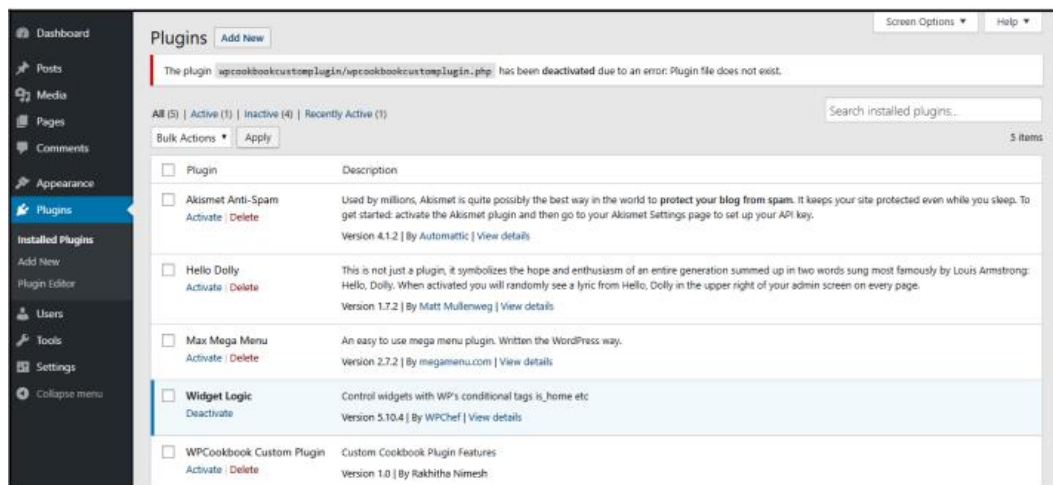 Dashboard
Posts
Media
Pages
Comments
Appearance
Plugins
Installed Plugins
Add New
Plugin Editor
Users
Tools
Settings
Collapse menu
Screen Options ▼ Help ▼
Plugins Add New
The plugin wpcookbookcustomplugin/wpcookbookcustomplugin.php has been deactivated due to an error: Plugin file does not exist.
All (5) | Active (1) | Inactive (4) | Recently Active (1)
Search installed plugins...
Bulk Actions ▼ Apply
5 items
Plugin Description
Akismet Anti-Spam
Activate | Delete
Used by millions, Akismet is quite possibly the best way in the world to protect your blog from spam. It keeps your site protected even while you sleep. To
get started: activate the Akismet plugin and then go to your Akismet Settings page to set up your API key.
Version 4.1.2 | By Automattic | View details
Hello Dolly
Activate | Delete
This is not just a plugin, it symbolizes the hope and enthusiasm of an entire generation summed up in two words sung most famously by Louis Armstrong:
Hello, Dolly. When activated you will randomly see a lyric from Hello, Dolly in the upper right of your admin screen on every page.
Version 1.7.2 | By Matt Mullenweg | View details
Max Mega Menu
Activate | Delete
An easy to use mega menu plugin. Written the WordPress way.
Version 2.7.2 | By megamenu.com | View details
Widget Logic
Deactivate
Control widgets with WP's conditional tags is_home etc
Version 5.10.4 | By WPChef | View details
WPCookbook Custom Plugin
Activate | Delete
Custom Cookbook Plugin Features
Version 1.0 | By Rakhitha Nimesh